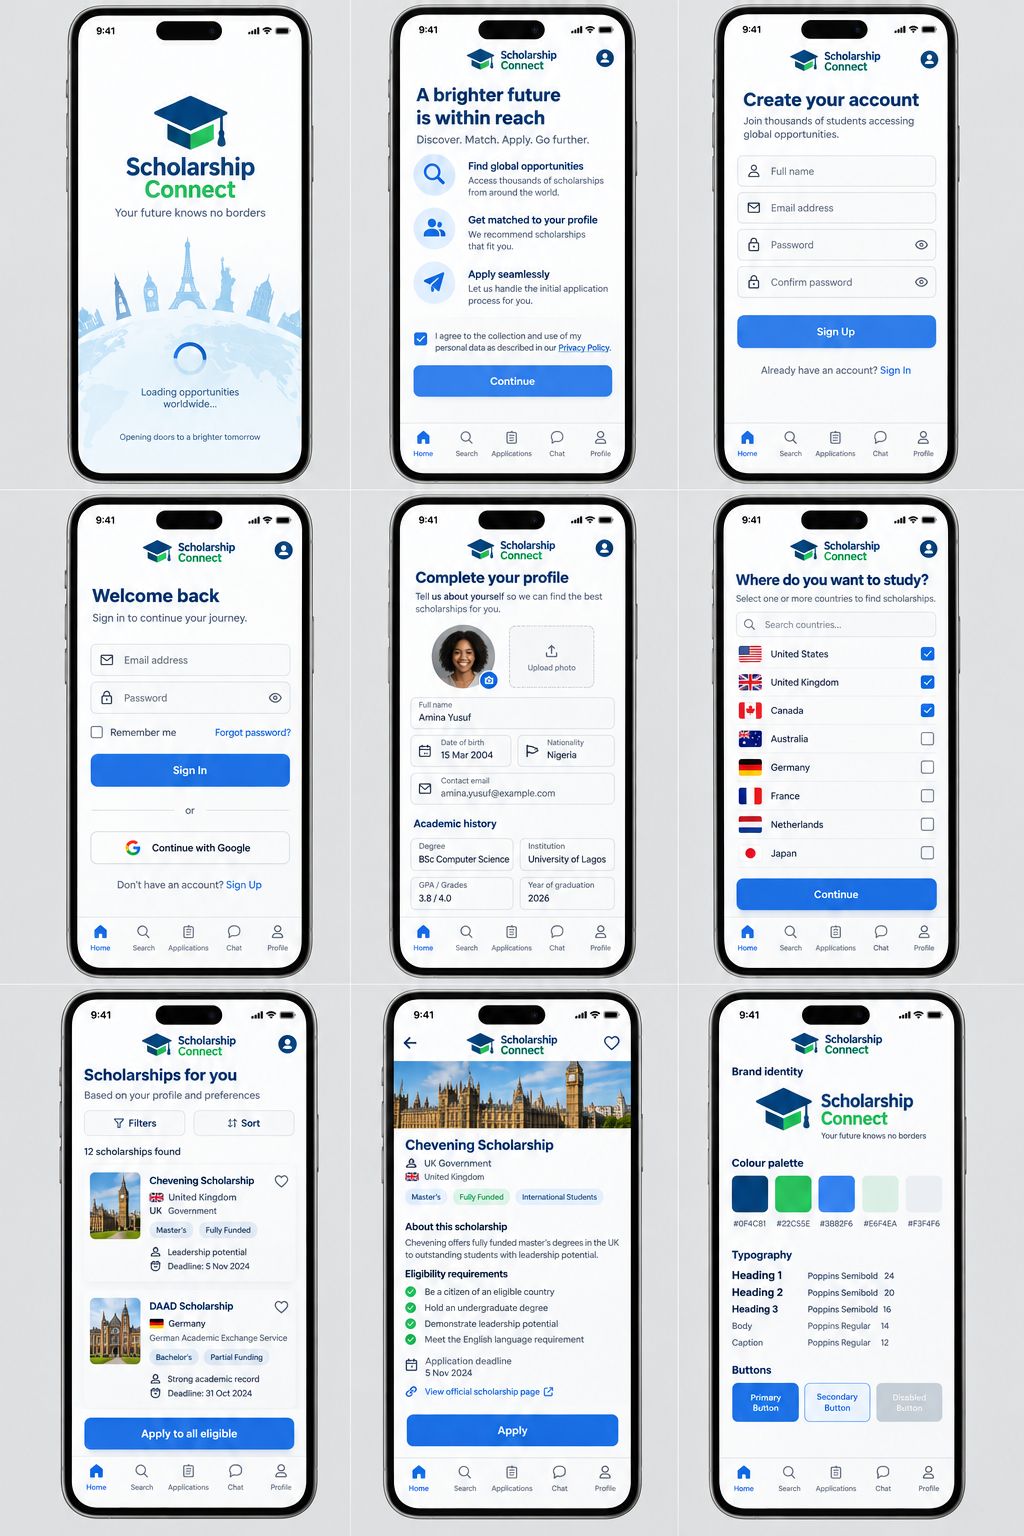 9:41
Scholarship
Connect
Your future knows no borders
Loading opportunities
worldwide...
Opening doors to a brighter tomorrow
9:41
Scholarship
Connect
A brighter future
is within reach
Discover. Match. Apply. Go further.
Find global opportunities
Access thousands of scholarships
from around the world.
Get matched to your profile
We recommend scholarships
that fit you.
Apply seamlessly
Let us handle the initial application
process for you.
I agree to the collection and use of my
personal data as described in our Privacy Policy.
Continue
Home Search Applications Chat Profile
9:41
Scholarship
Connect
Create your account
Join thousands of students accessing
global opportunities.
Full name
Email address
Password
Confirm password
Sign Up
Already have an account? Sign In
Home Search Applications Chat Profile
9:41
Scholarship
Connect
Welcome back
Sign in to continue your journey.
Email address
Password
Remember me Forgot password?
Sign In
or
Continue with Google
Don't have an account? Sign Up
Home Search Applications Chat Profile
9:41
Scholarship
Connect
Complete your profile
Tell us about yourself so we can find the best
scholarships for you.
Upload photo
Full name
Amina Yusuf
Date of birth
15 Mar 2004
Nationality
Nigeria
Contact email
amina.yusuf@example.com
Academic history
Degree
BSc Computer Science
Institution
University of Lagos
GPA / Grades
3.8 / 4.0
Year of graduation
2026
Home Search Applications Chat Profile
9:41
Scholarship
Connect
Where do you want to study?
Select one or more countries to find scholarships.
Search countries...
United States
United Kingdom
Canada
Australia
Germany
France
Netherlands
Japan
Continue
Home Search Applications Chat Profile
9:41
Scholarship
Connect
Scholarships for you
Based on your profile and preferences
Filters Sort
12 scholarships found
Chevening Scholarship
United Kingdom
UK Government
Master's Fully Funded
Leadership potential
Deadline: 5 Nov 2024
DAAD Scholarship
Germany
German Academic Exchange Service
Bachelor's Partial Funding
Strong academic record
Deadline: 31 Oct 2024
Apply to all eligible
Home Search Applications Chat Profile
9:41
Scholarship
Connect
Chevening Scholarship
UK Government
United Kingdom
Master's Fully Funded International Students
About this scholarship
Chevening offers fully funded master's degrees in the UK
to outstanding students with leadership potential.
Eligibility requirements
Be a citizen of an eligible country
Hold an undergraduate degree
Demonstrate leadership potential
Meet the English language requirement
Application deadline
5 Nov 2024
View official scholarship page
Apply
Home Search Applications Chat Profile
9:41
Scholarship
Connect
Brand identity
Scholarship
Connect
Your future knows no borders
Colour palette
#0F4C81 #22C55E #3B82F6 #E6F4EA #F3F4F6
Typography
Heading 1 Poppins Semibold 24
Heading 2 Poppins Semibold 20
Heading 3 Poppins Semibold 16
Body Poppins Regular 14
Caption Poppins Regular 12
Buttons
Primary
Button
Secondary
Button
Disabled
Button
Home Search Applications Chat Profile